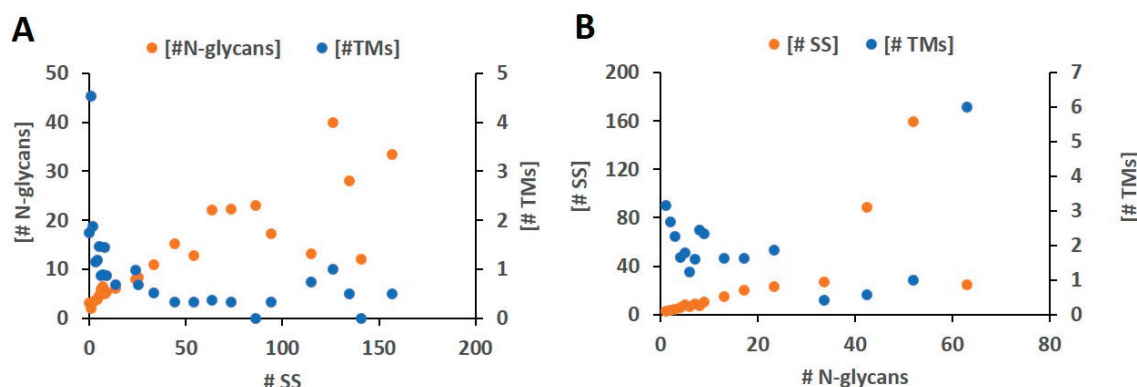 A
[#N-glycans] [#TMs]
50
40
30
20
10
0
[# N-glycans]
5
4
3
2
1
0
[# TMs]
0 50 100 150 200
# SS
B
[# SS] [# TMs]
200
160
120
80
40
0
[# SS]
7
6
5
4
3
2
1
0
[# TMs]
0 20 40 60 80
# N-glycans